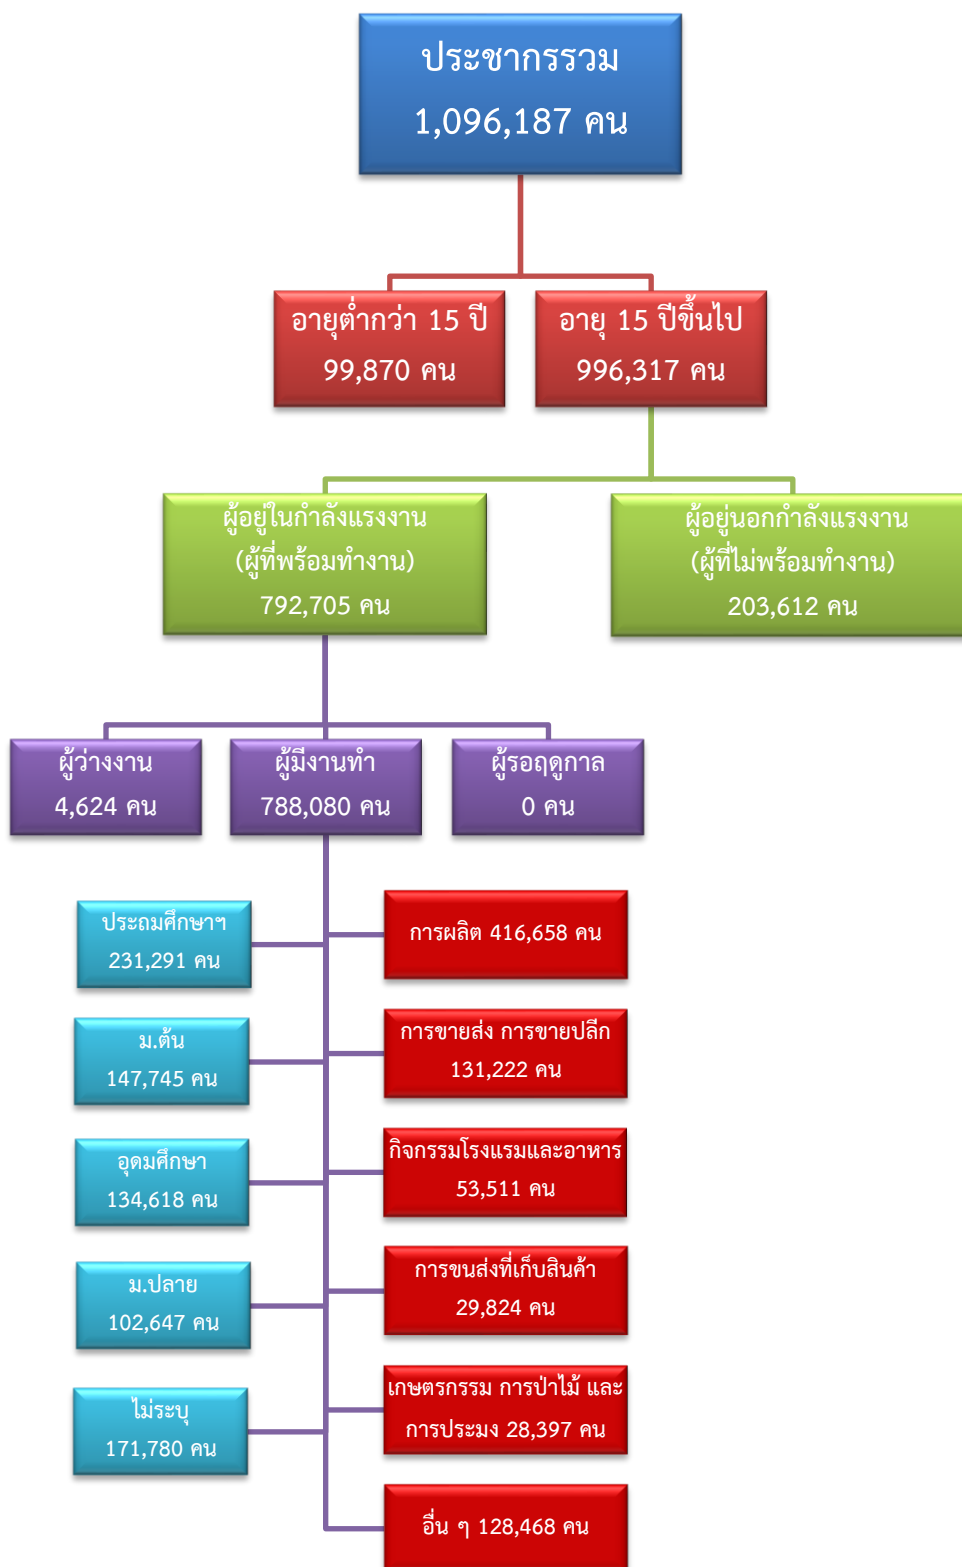 ประชากรรวม
1,096,187 คน
อายุต่ำกว่า 15 ปี
99,870 คน
อายุ 15 ปีขึ้นไป
996,317 คน
ผู้อยู่ในกำลังแรงงาน
(ผู้ที่พร้อมทำงาน)
792,705 คน
ผู้อยู่นอกกำลังแรงงาน
(ผู้ที่ไม่พร้อมทำงาน)
203,612 คน
ผู้ว่างงาน
4,624 คน
ผู้มีงานทำ
788,080 คน
ผู้รอฤดูกาล
0 คน
ประถมศึกษาฯ
231,291 คน
ม.ต้น
147,745 คน
อุดมศึกษา
134,618 คน
ม.ปลาย
102,647 คน
ไม่ระบุ
171,780 คน
การผลิต 416,658 คน
การขายส่ง การขายปลีก
131,222 คน
กิจกรรมโรงแรมและอาหาร
53,511 คน
การขนส่งที่เก็บสินค้า
29,824 คน
เกษตรกรรม การป่าไม้ และ
การประมง 28,397 คน
อื่น ๆ 128,468 คน